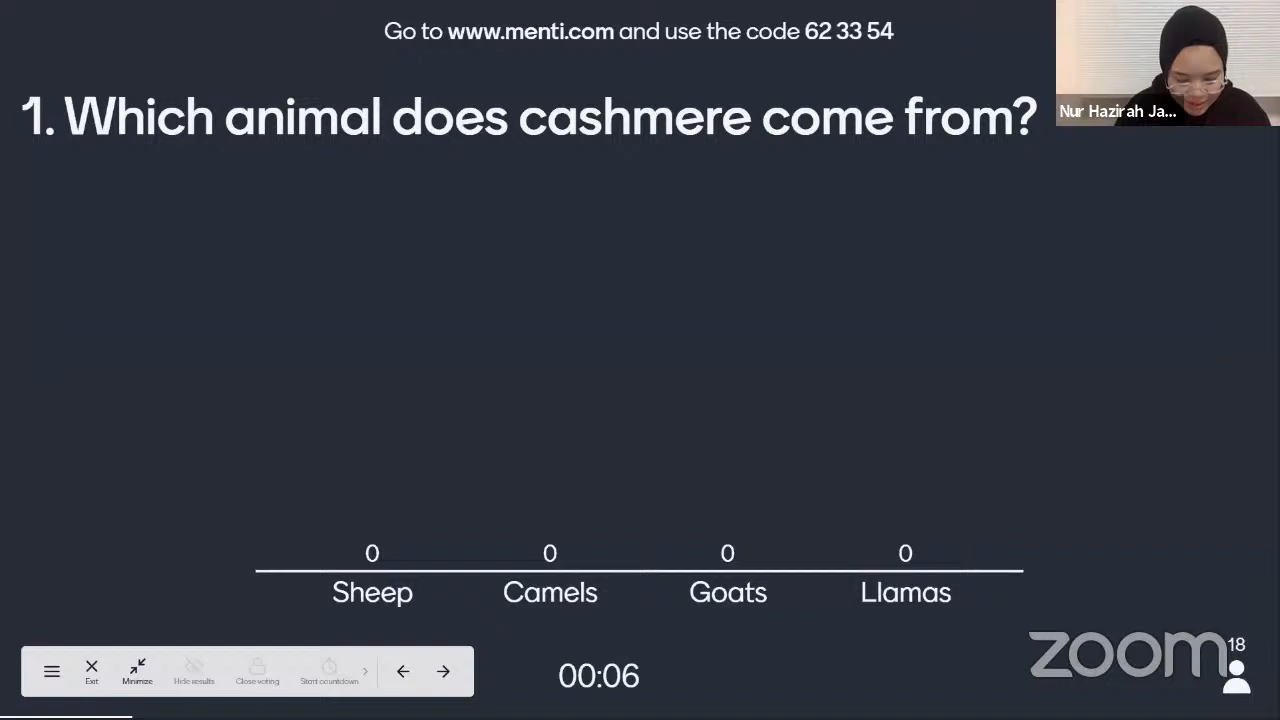 Go to www.menti.com and use the code 62 33 54
1. Which animal does cashmere come from?
Nur Hazirah Ja...
0 0 0 0
Sheep Camels Goats Llamas
Exit Minimize Hide results Close voting Start countdown
00:06
zoom
18